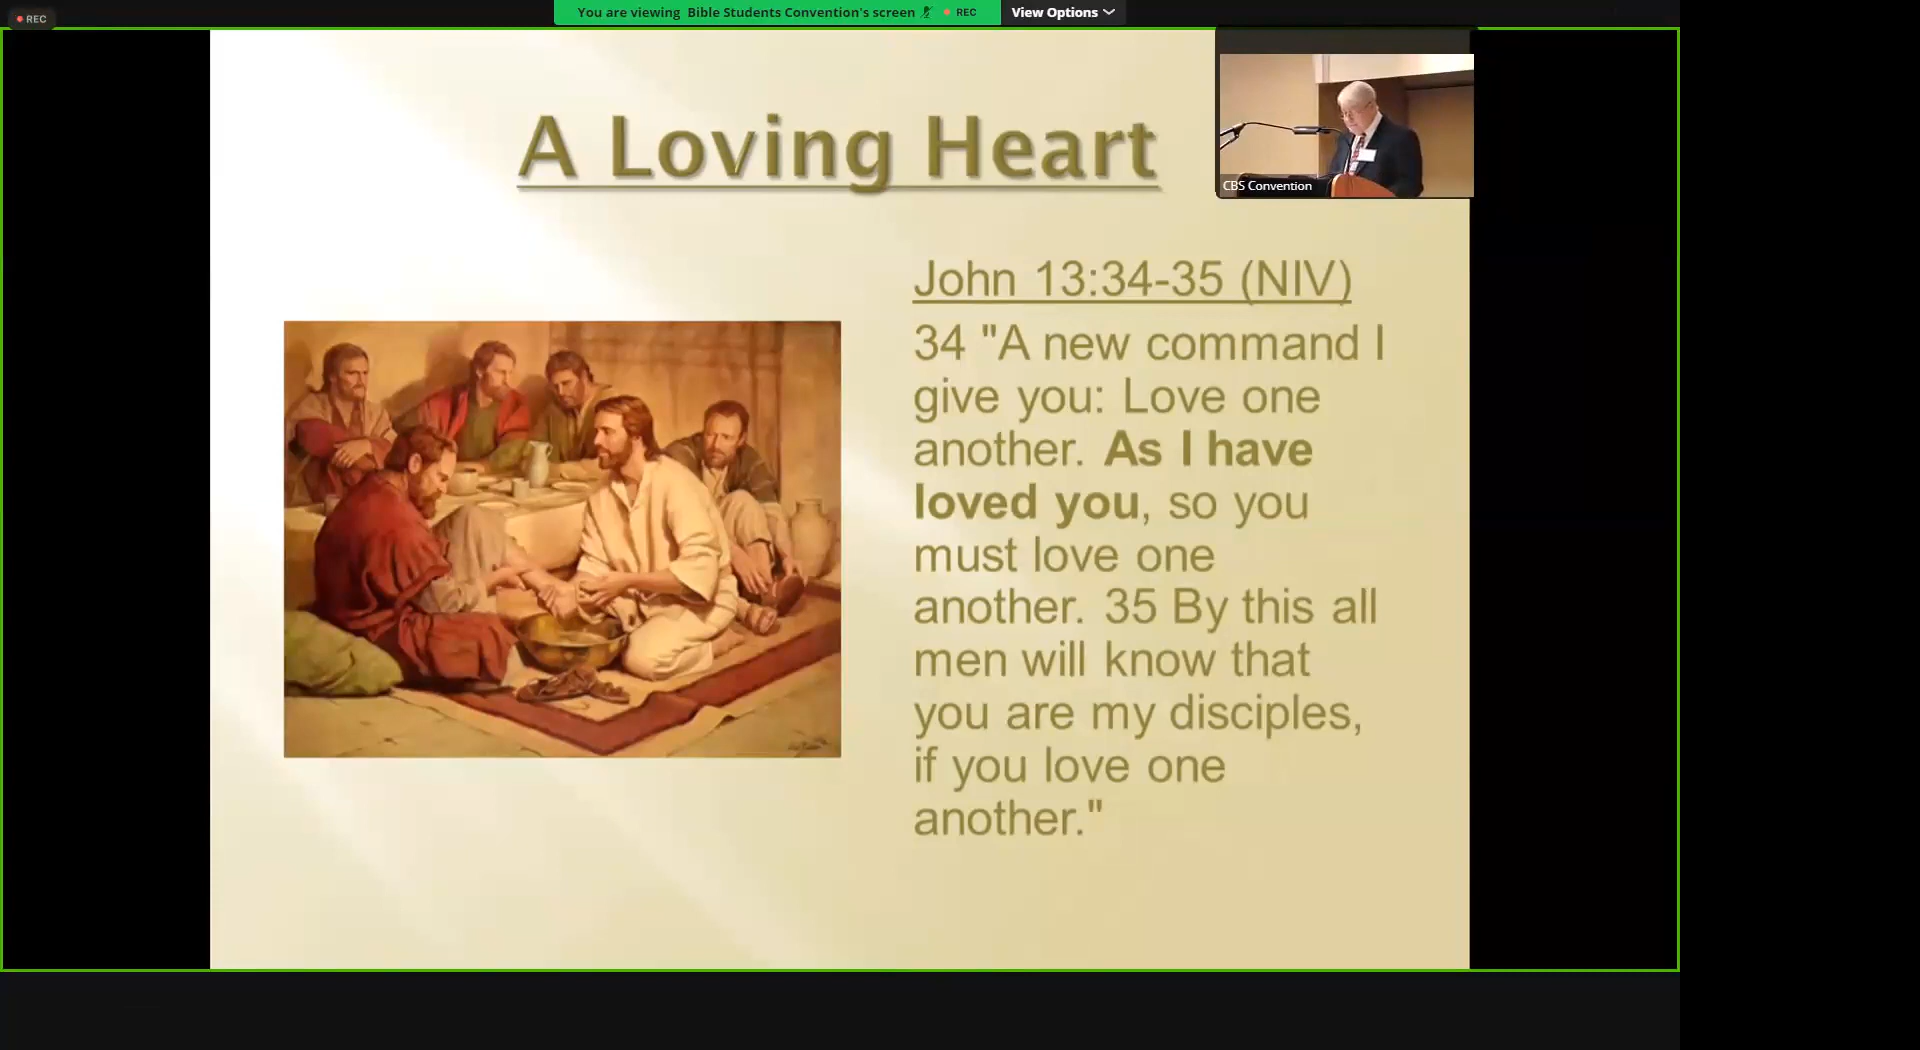 REC
You are viewing Bible Students Convention's screen
REC
View Options
A Loving Heart
CBS Convention
John 13:34-35 (NIV)
34 "A new command I
give you: Love one
another. As I have
loved you, so you
must love one
another. 35 By this all
men will know that
you are my disciples,
if you love one
another."